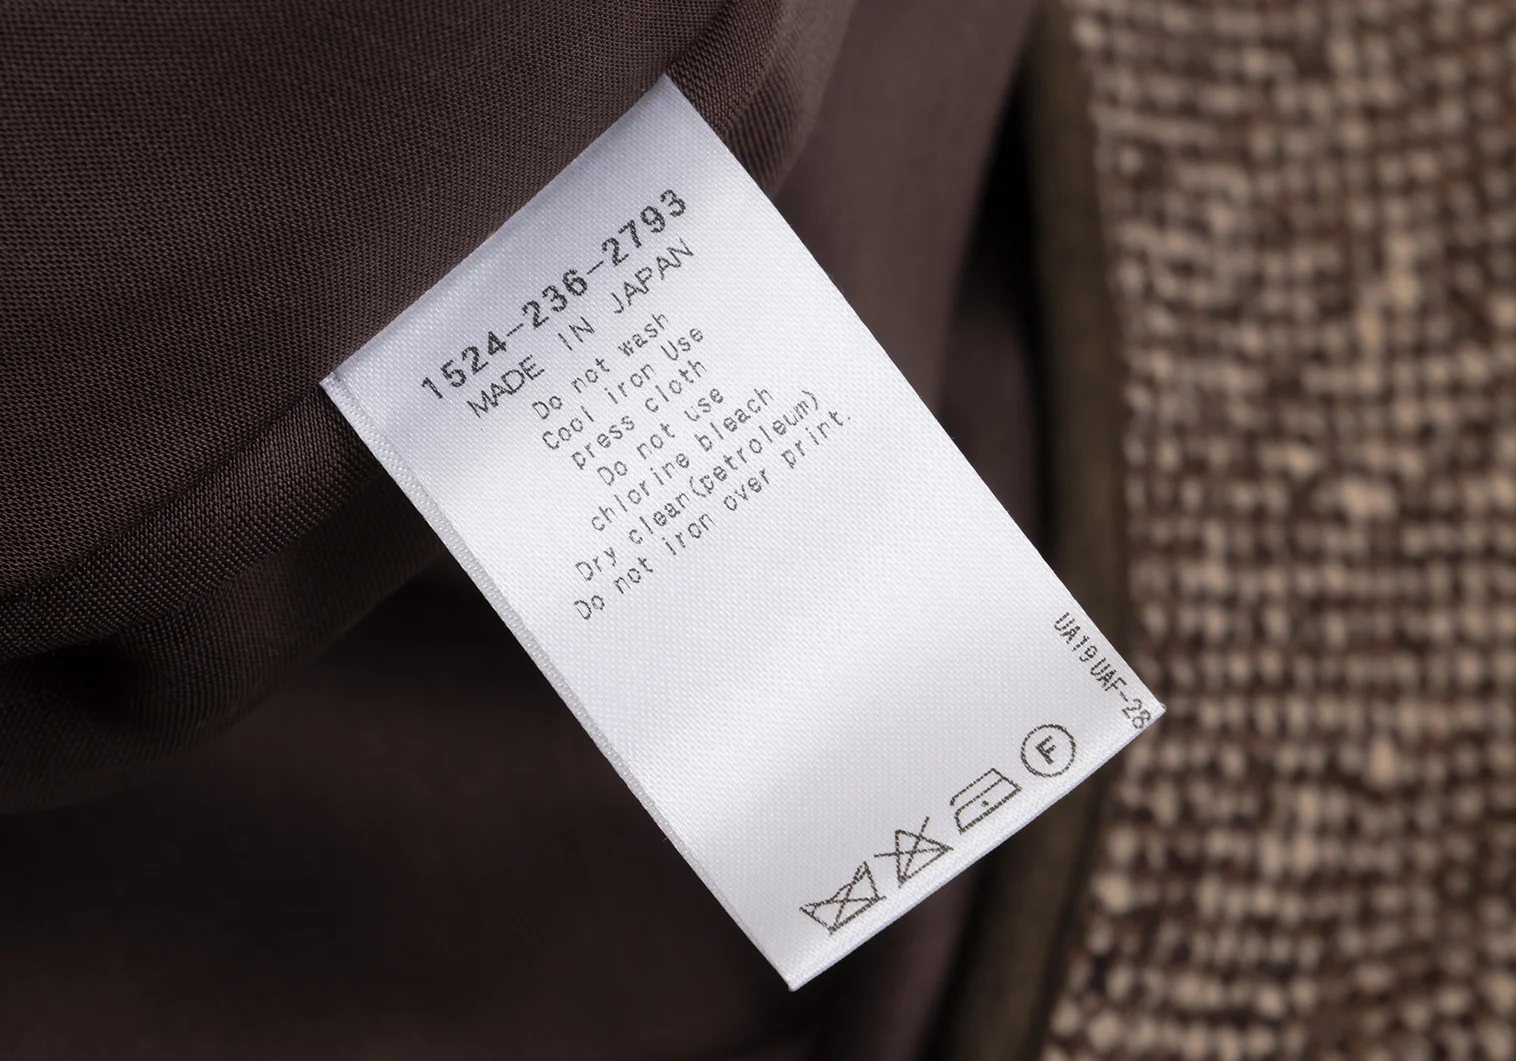 1524-236-2793
MADE IN JAPAN
Do not wash
Cool iron Use
press cloth
Do not use
chlorine bleach
Dry clean(petroleum)
Do not iron over print.
UA19UAF-28
F